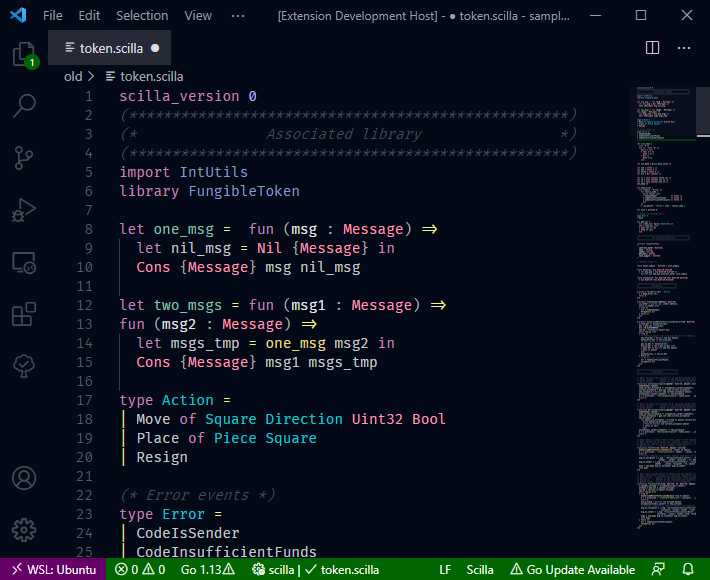 File Edit Selection View ··· [Extension Development Host] - ● token.scilla - sampl...
token.scilla ●
old > token.scilla
1
1 scilla_version 0
2 (***************************************************)
3 (* Associated library *)
4 (***************************************************)
5 import IntUtils
6 library FungibleToken
7
8 let one_msg = fun (msg : Message) =>
9 let nil_msg = Nil {Message} in
10 Cons {Message} msg nil_msg
11
12 let two_msgs = fun (msg1 : Message) =>
13 fun (msg2 : Message) =>
14 let msgs_tmp = one_msg msg2 in
15 Cons {Message} msg1 msgs_tmp
16
17 type Action =
18 | Move of Square Direction Uint32 Bool
19 | Place of Piece Square
20 | Resign
21
22 (* Error events *)
23 type Error =
24 | CodeIsSender
25 | CodeInsufficientFunds
WSL: Ubuntu 0 0 Go 1.13 scilla | ✓ token.scilla LF Scilla Go Update Available